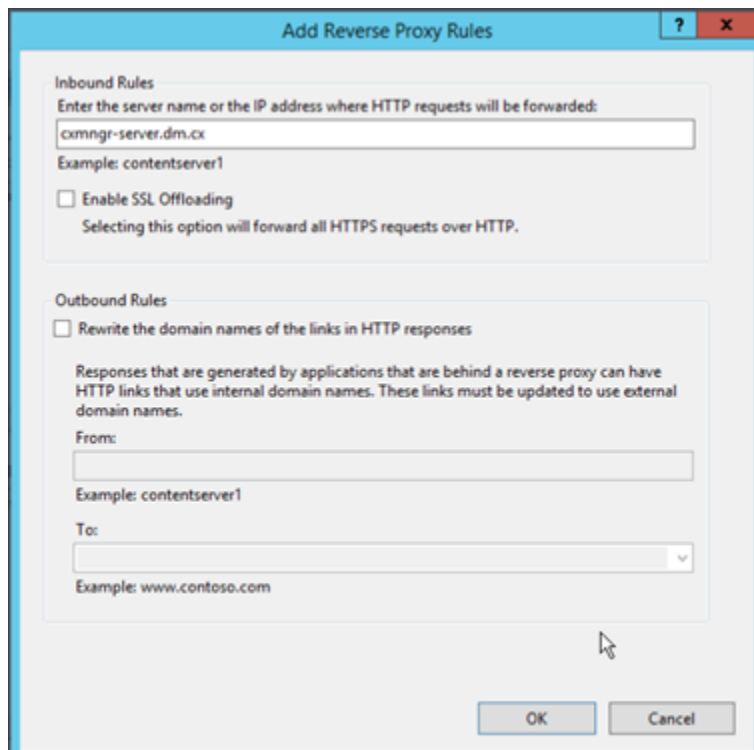 Add Reverse Proxy Rules
?
x
Inbound Rules
Enter the server name or the IP address where HTTP requests will be forwarded:
cxmngr-server.dm.cx
Example: contentserver1
Enable SSL Offloading
Selecting this option will forward all HTTPS requests over HTTP.
Outbound Rules
Rewrite the domain names of the links in HTTP responses
Responses that are generated by applications that are behind a reverse proxy can have
HTTP links that use internal domain names. These links must be updated to use external
domain names.
From:
Example: contentserver1
To:
Example: www.contoso.com
OK
Cancel